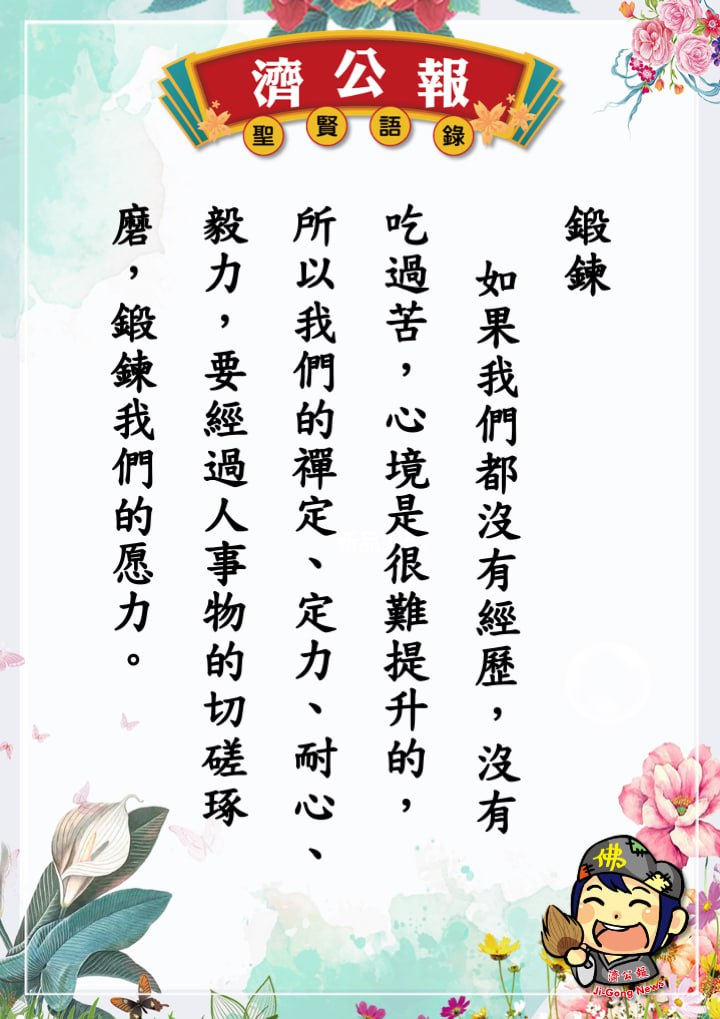 濟公報
聖賢語錄
鍛鍊
如果我們都沒有經歷，沒有
吃過苦，心境是很難提升的，
所以我們的禪定、定力、耐心、
毅力，要經過人事物的切磋琢
磨，鍛鍊我們的愿力。
佛
濟公報
Ji-Gong News